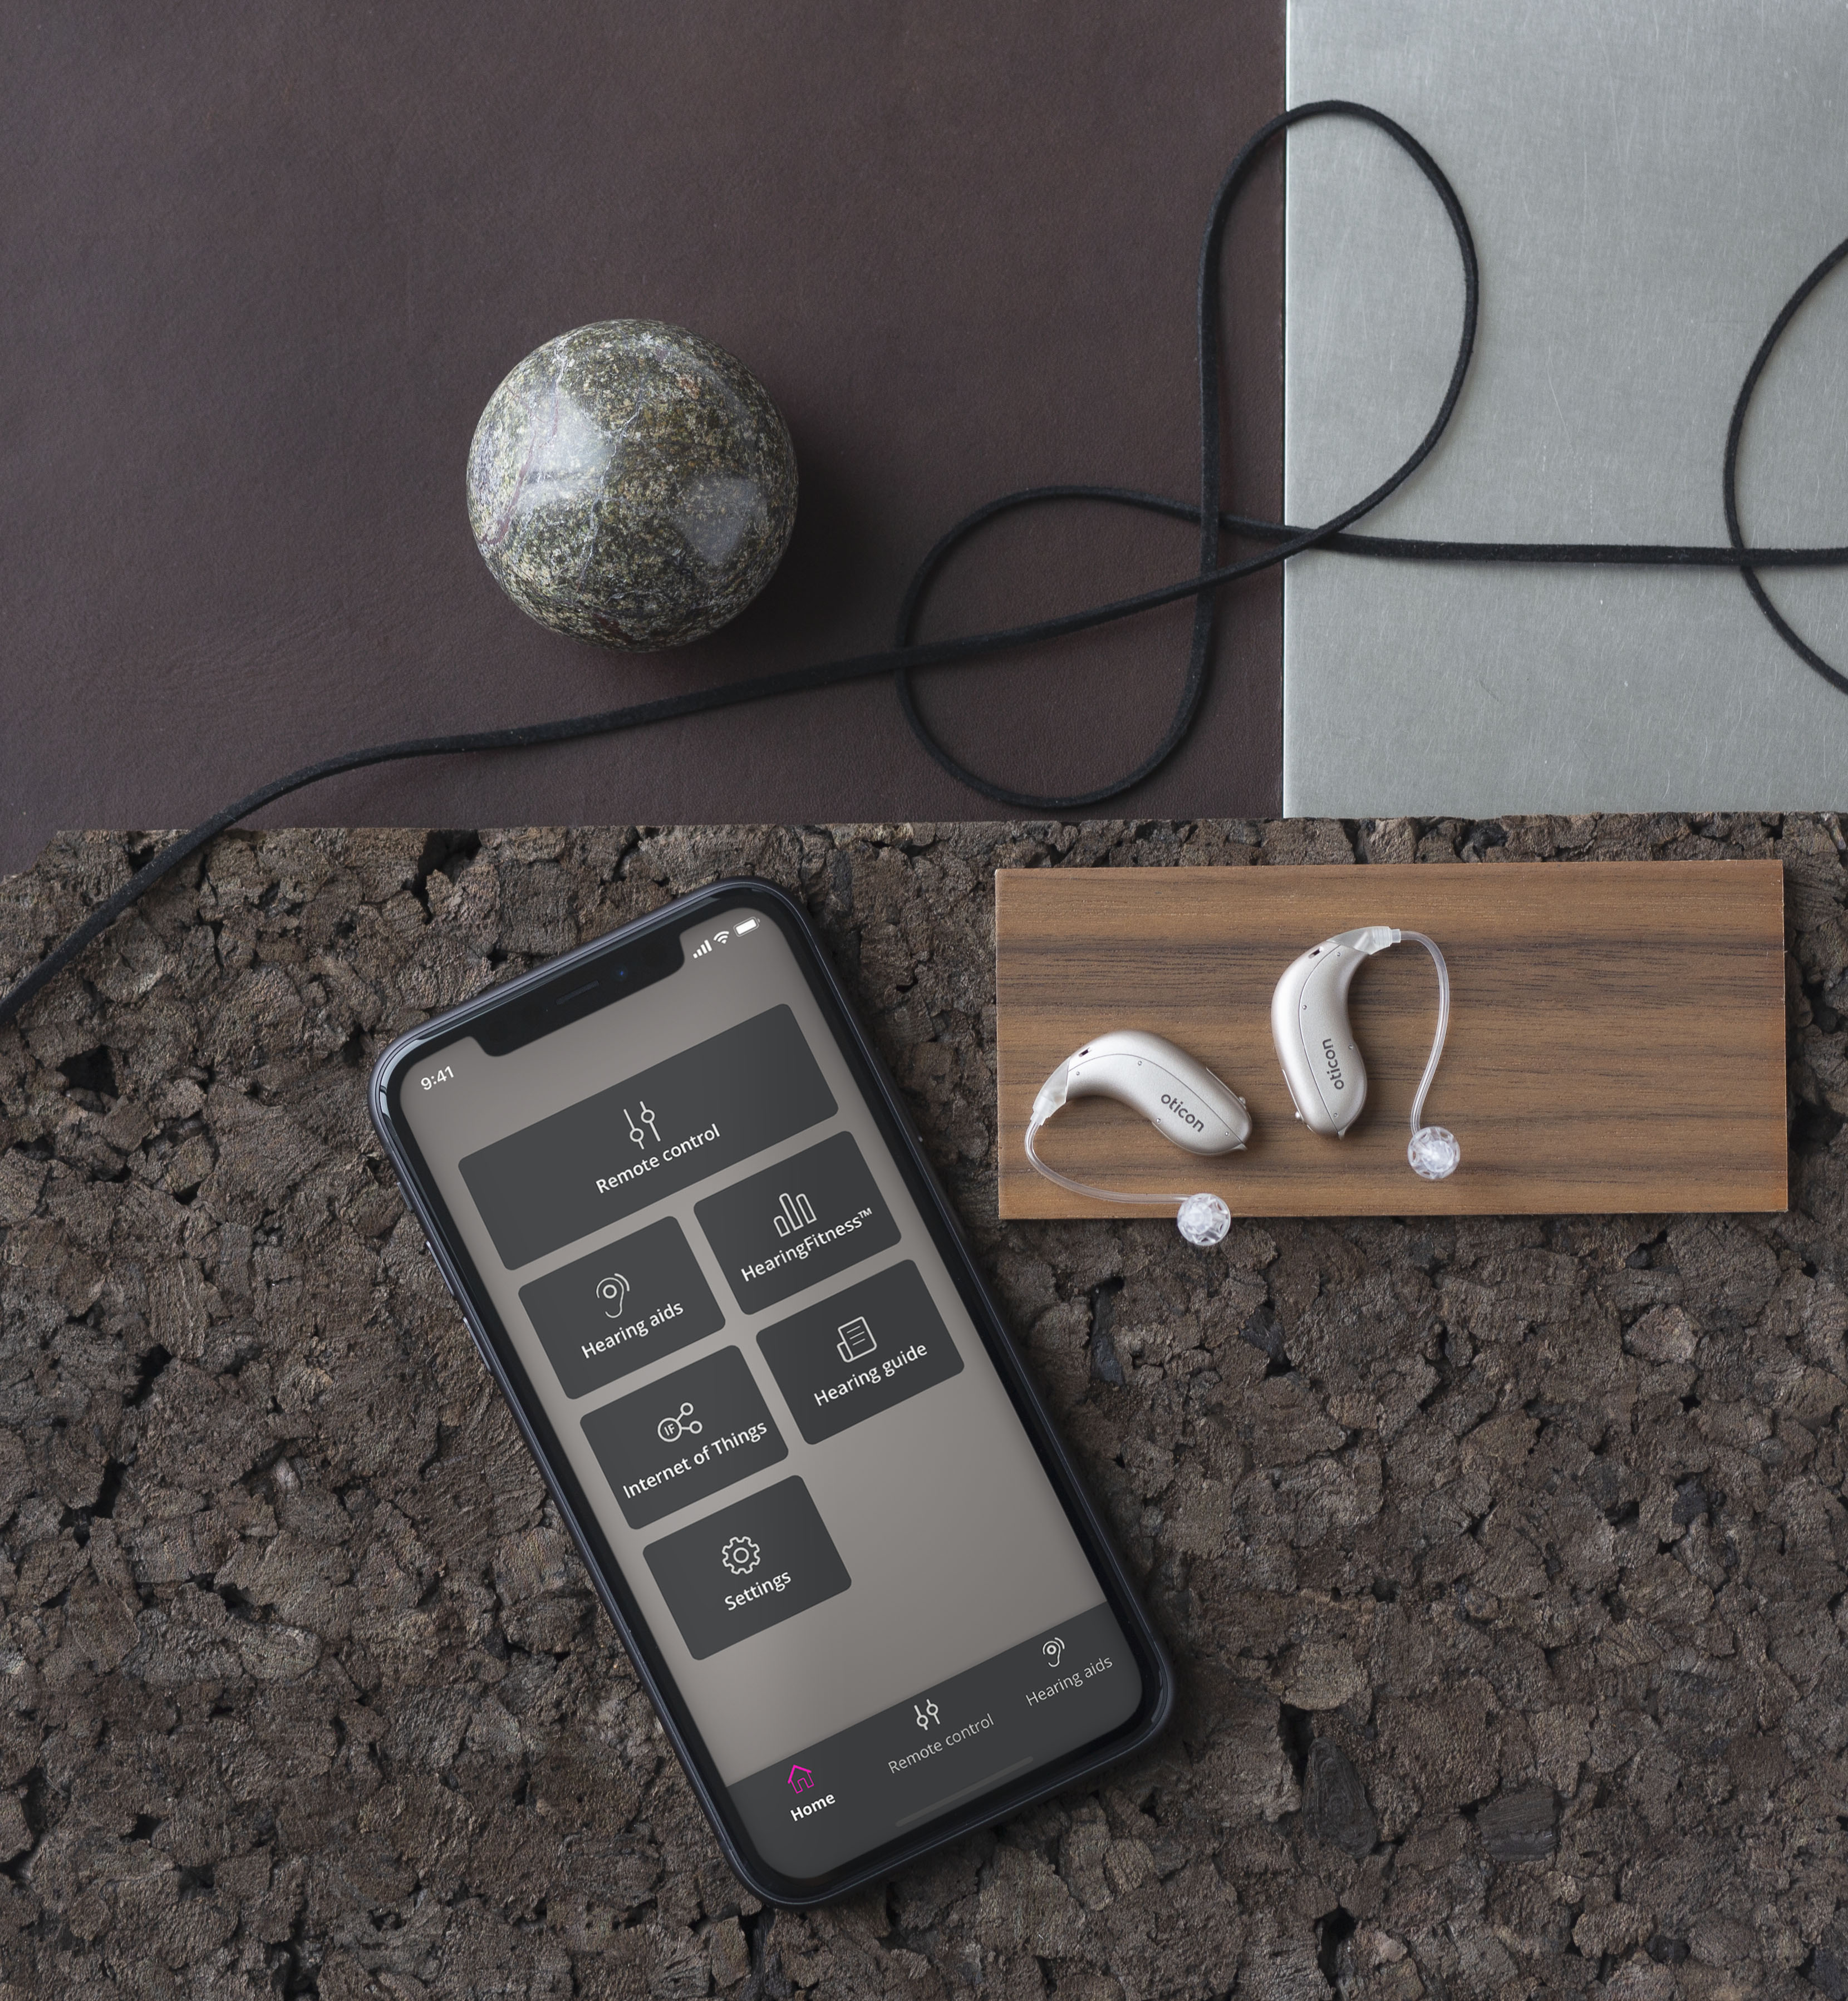 9:41
Remote control
Hearing aids
HearingFitness™
Internet of Things
IF
Hearing guide
Settings
Home
Remote control
Hearing aids
oticon
oticon